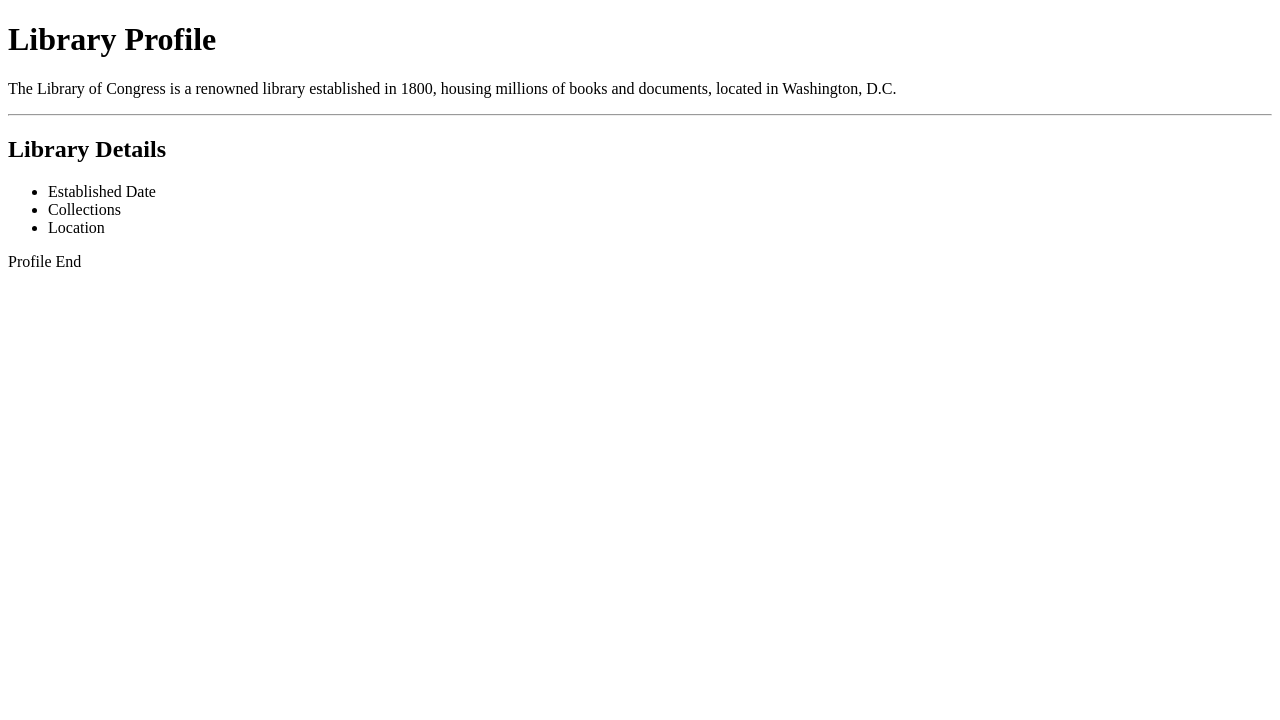 Library Profile
The Library of Congress is a renowned library established in 1800, housing millions of books and documents, located in Washington, D.C.
Library Details
Established Date
Collections
Location
Profile End